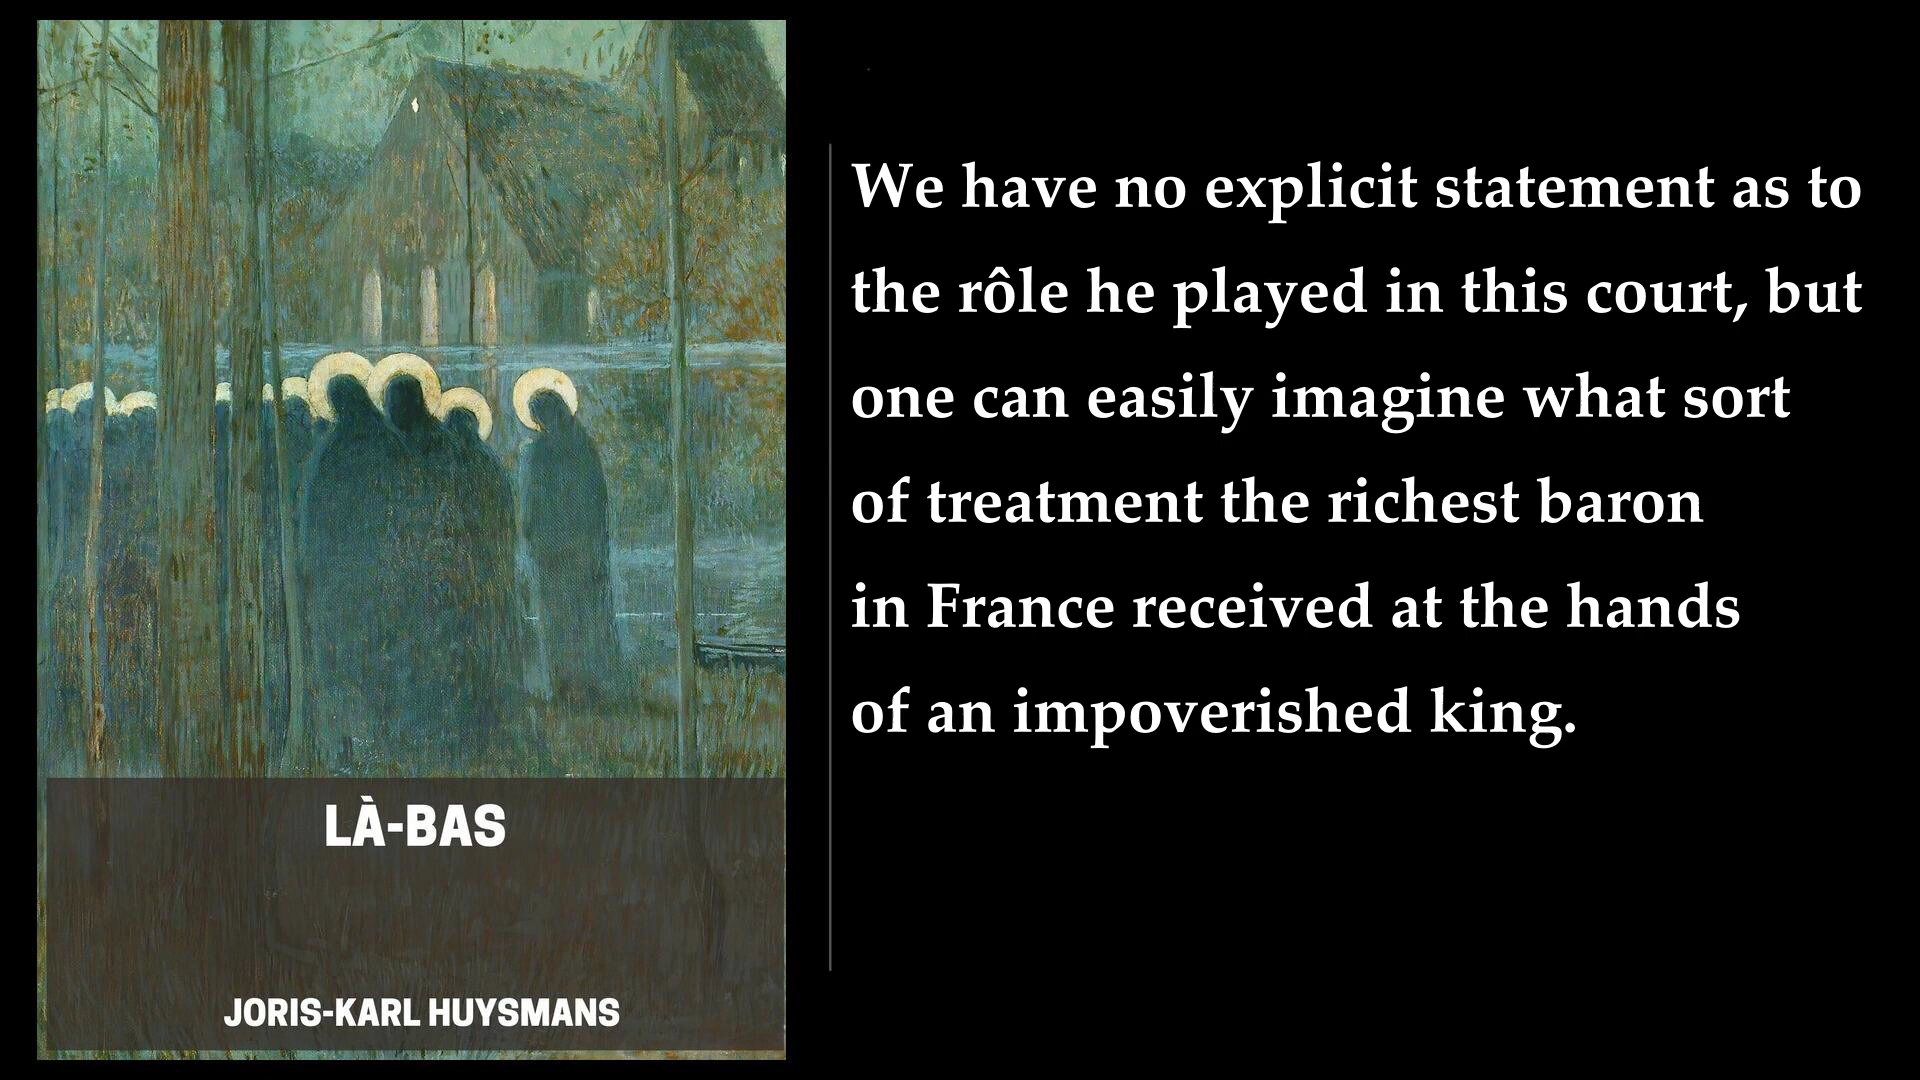 LÀ-BAS
JORIS-KARL HUYSMANS
We have no explicit statement as to
the rôle he played in this court, but
one can easily imagine what sort
of treatment the richest baron
in France received at the hands
of an impoverished king.